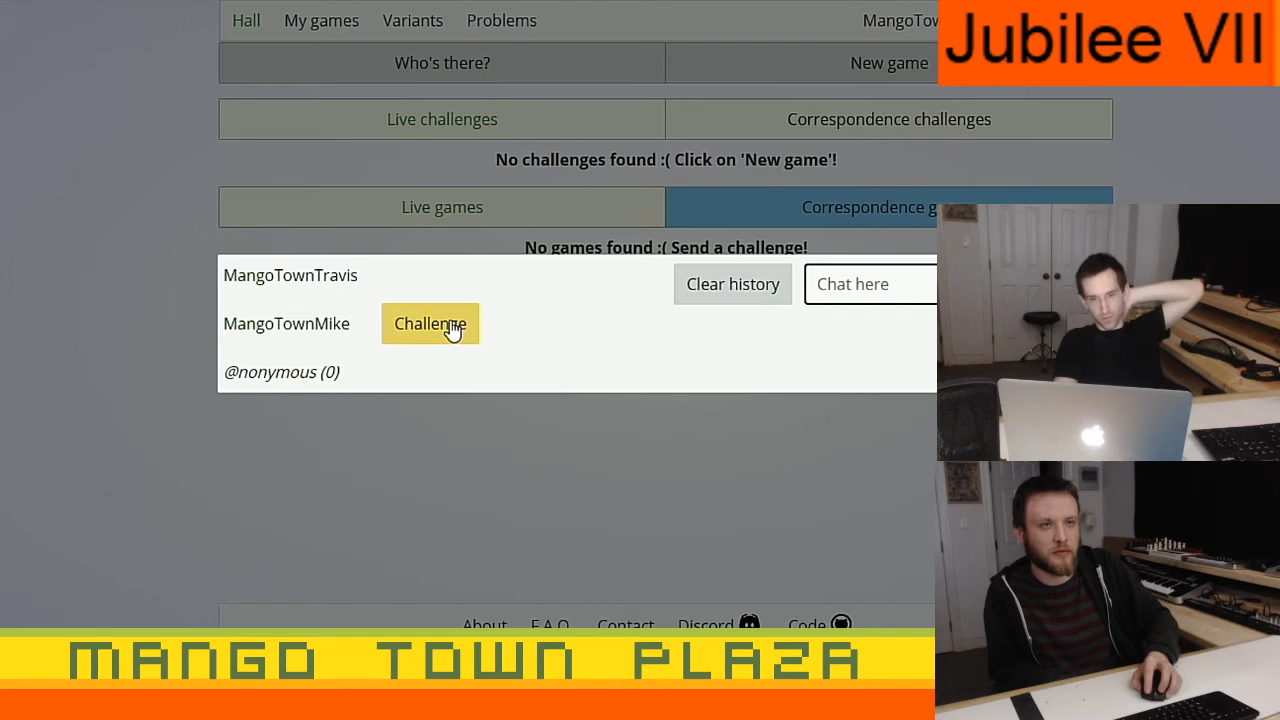 Hall My games Variants Problems MangoTow
Jubilee VII
Who's there? New game
Live challenges Correspondence challenges
No challenges found :( Click on 'New game'!
Live games Correspondence g
No games found :( Send a challenge!
MangoTownTravis Clear history Chat here
MangoTownMike Challenge
@nonymous (0)
About F.A.Q. Contact Discord Code
MANGO TOWN PLAZA